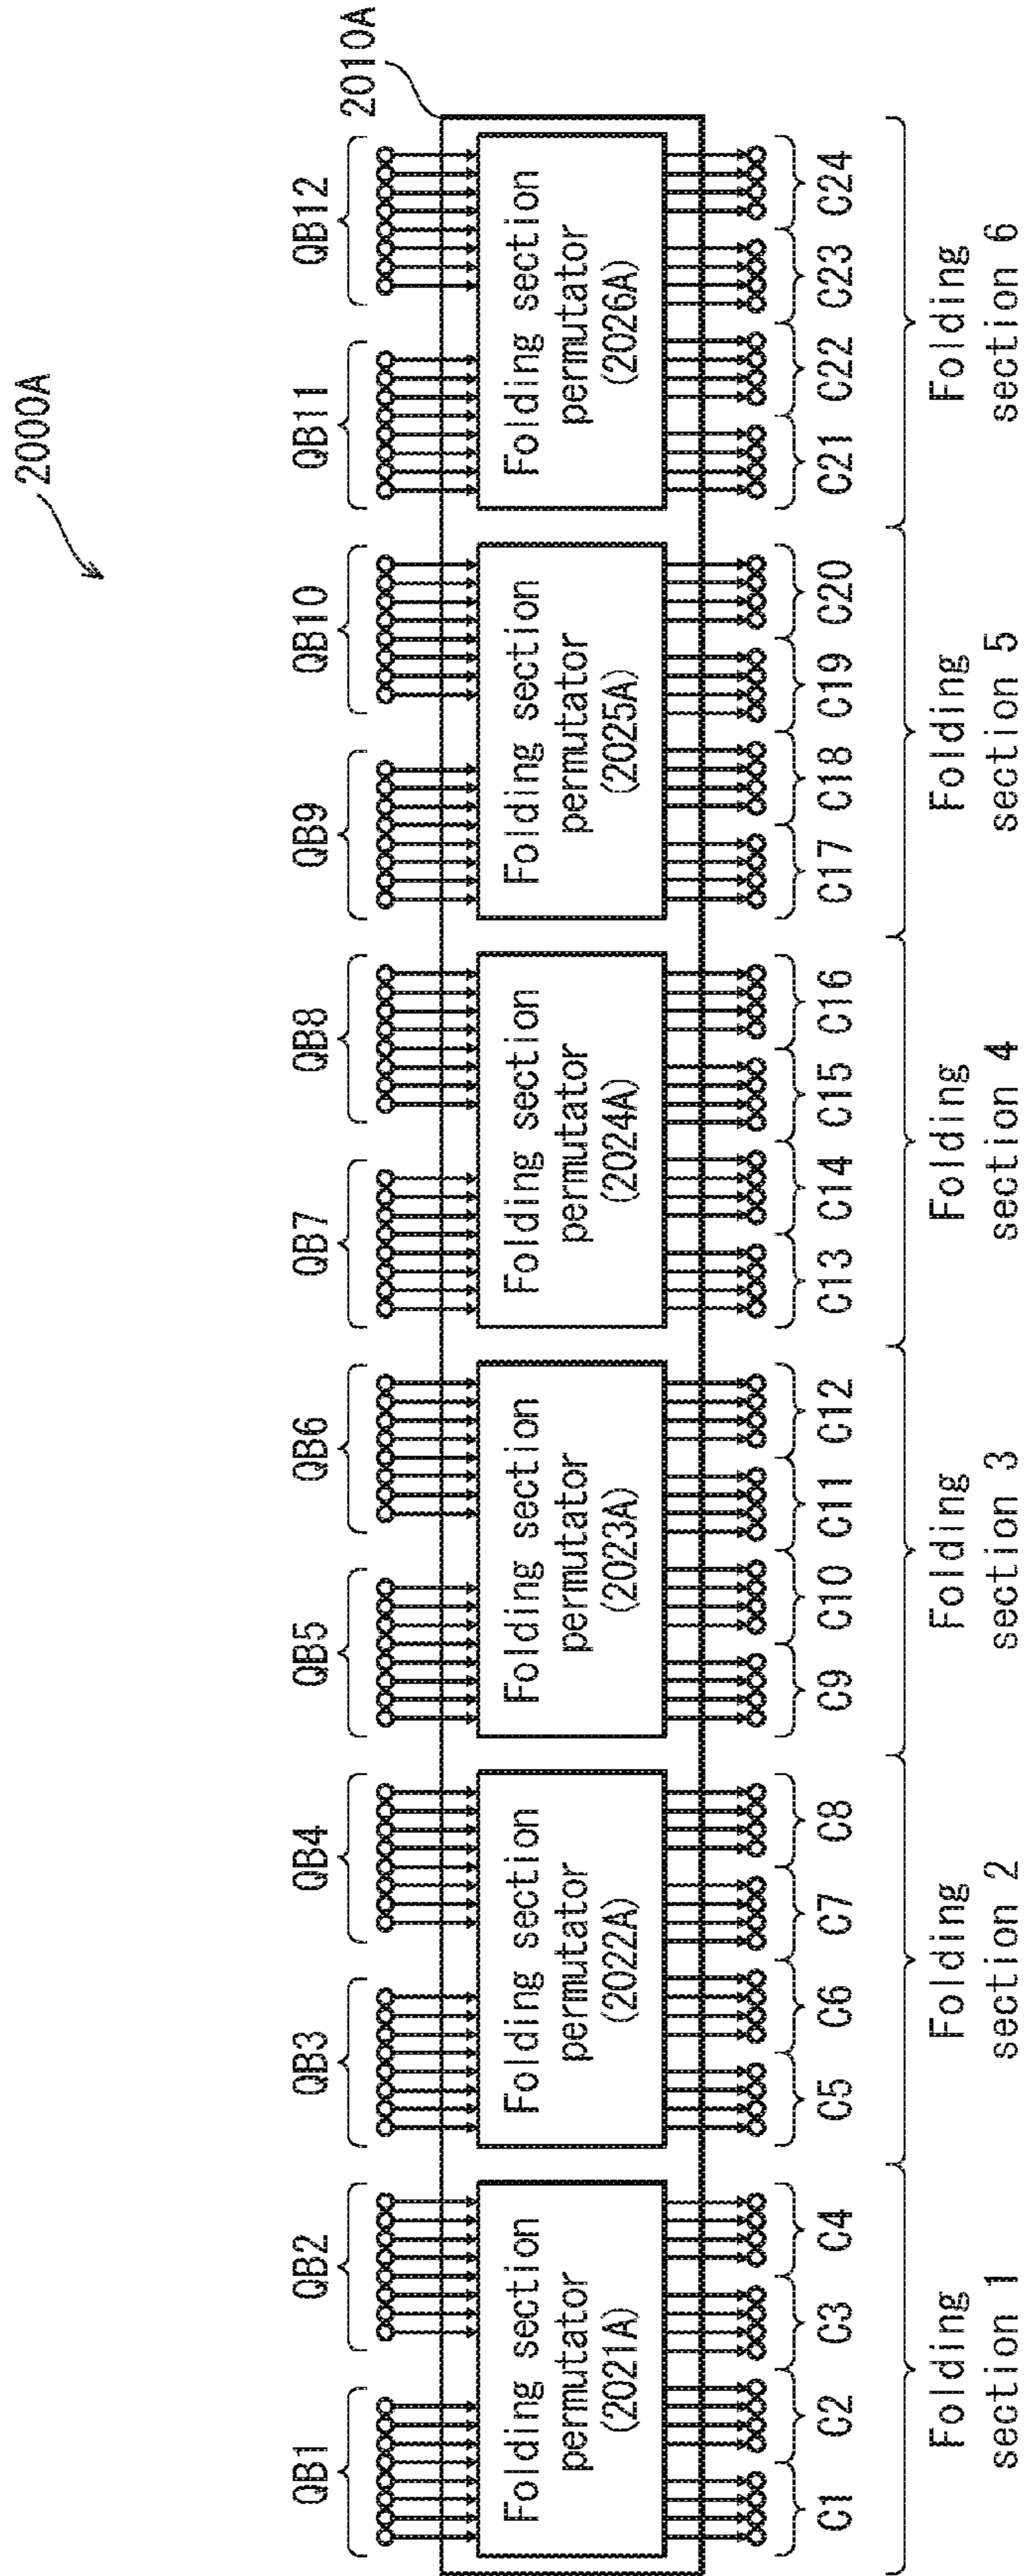 2000A
2010A
QB1 QB2 QB3 QB4 QB5 QB6 QB7 QB8 QB9 QB10 QB11 QB12
Folding section
permutator
(2021A)
Folding section
permutator
(2022A)
Folding section
permutator
(2023A)
Folding section
permutator
(2024A)
Folding section
permutator
(2025A)
Folding section
permutator
(2026A)
C1 C2 C3 C4 C5 C6 C7 C8 C9 C10 C11 C12 C13 C14 C15 C16 C17 C18 C19 C20 C21 C22 C23 C24
Folding
section 1
Folding
section 2
Folding
section 3
Folding
section 4
Folding
section 5
Folding
section 6